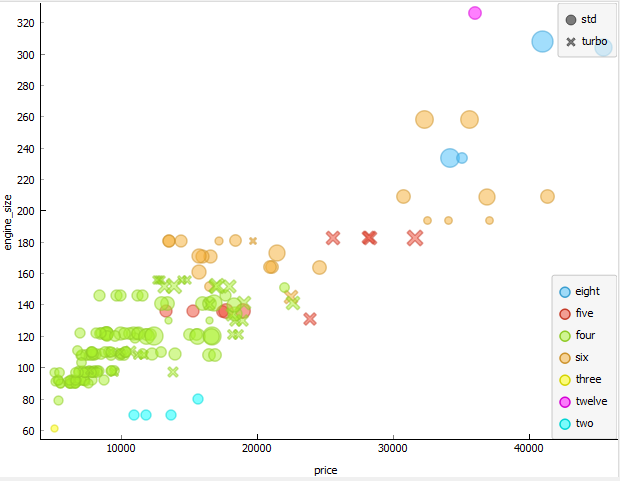 std
turbo
320
300
280
260
240
220
200
180
160
140
120
100
80
60
engine_size
10000
20000
30000
40000
price
eight
five
four
six
three
twelve
two